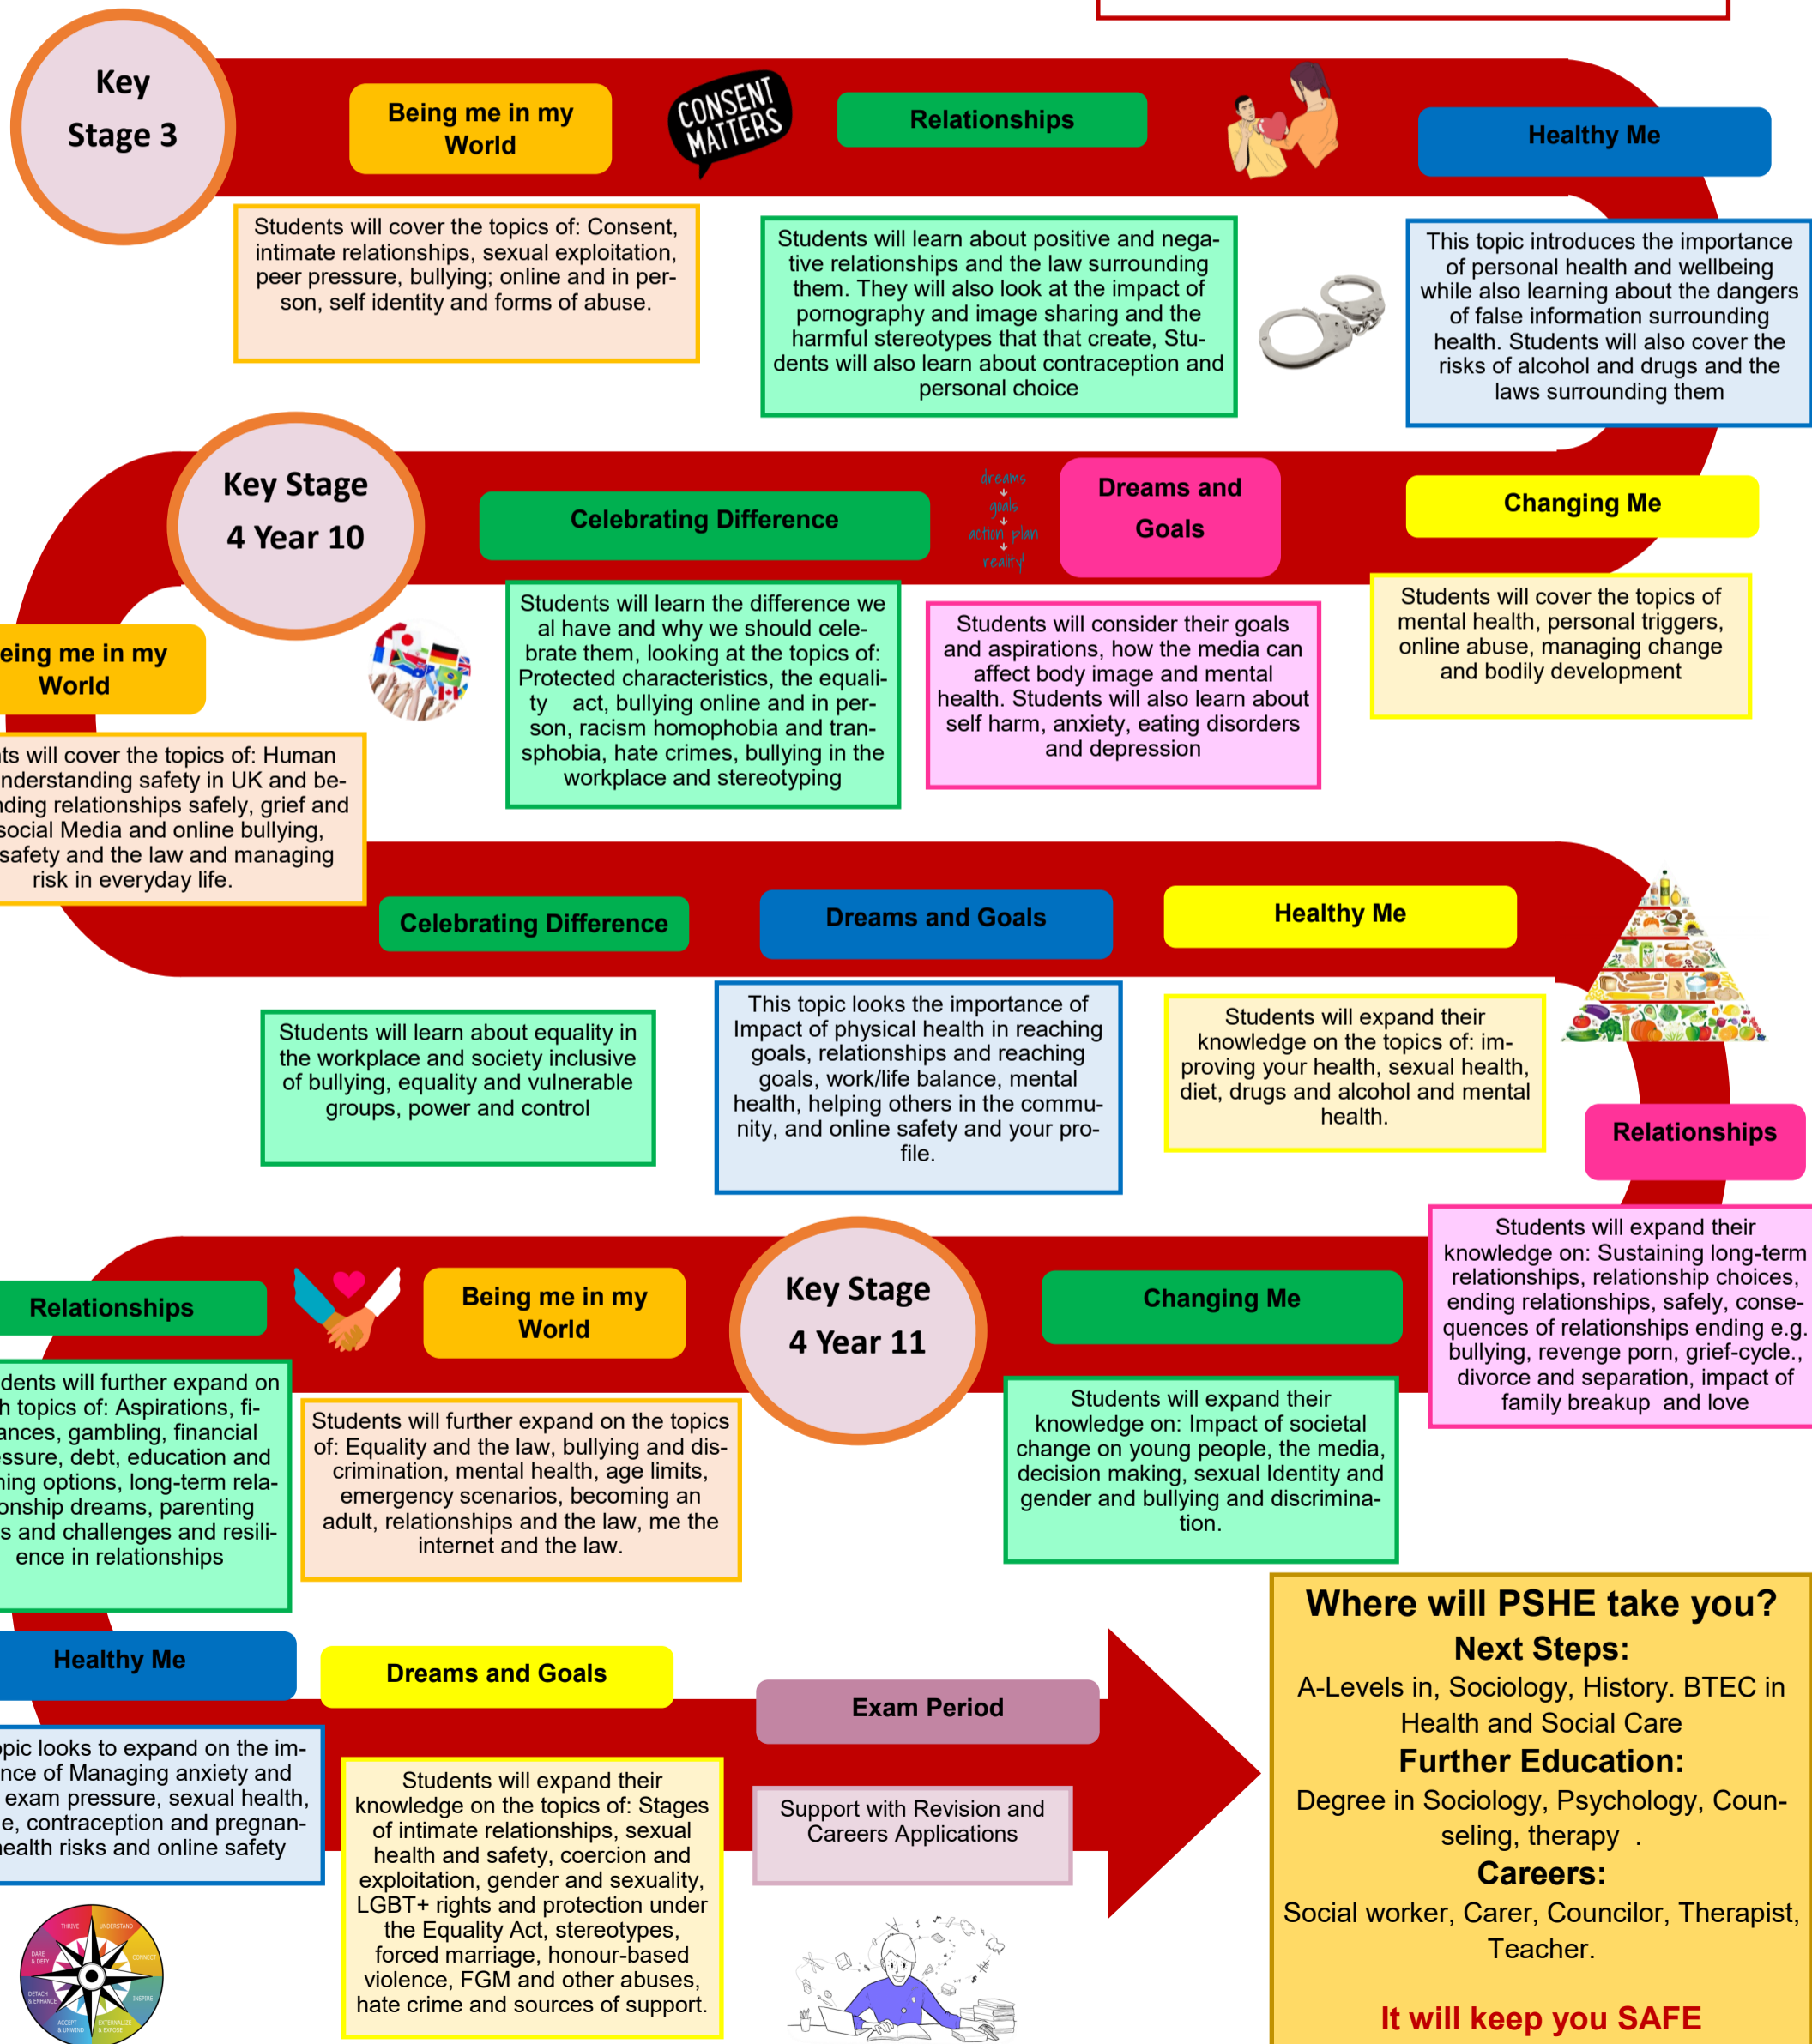 Key
Stage 3
Being me in my
World
CONSENT
MATTERS
Relationships
Healthy Me
Students will cover the topics of: Consent,
intimate relationships, sexual exploitation,
peer pressure, bullying; online and in per-
son, self identity and forms of abuse.
Students will learn about positive and nega-
tive relationships and the law surrounding
them. They will also look at the impact of
pornography and image sharing and the
harmful stereotypes that that create, Stu-
dents will also learn about contraception and
personal choice
This topic introduces the importance
of personal health and wellbeing
while also learning about the dangers
of false information surrounding
health. Students will also cover the
risks of alcohol and drugs and the
laws surrounding them
Changing Me
Students will cover the topics of
mental health, personal triggers,
online abuse, managing change
and bodily development
Dreams and
Goals
Students will consider their goals
and aspirations, how the media can
affect body image and mental
health. Students will also learn about
self harm, anxiety, eating disorders
and depression
dreams
goals
action plan
reality!
Celebrating Difference
Students will learn the difference we
al have and why we should cele-
brate them, looking at the topics of:
Protected characteristics, the equali-
ty act, bullying online and in per-
son, racism homophobia and tran-
sphobia, hate crimes, bullying in the
workplace and stereotyping
Key Stage
4 Year 10
eing me in my
World
ts will cover the topics of: Human
nderstanding safety in UK and be-
nding relationships safely, grief and
social Media and online bullying,
safety and the law and managing
risk in everyday life.
Celebrating Difference
Students will learn about equality in
the workplace and society inclusive
of bullying, equality and vulnerable
groups, power and control
Dreams and Goals
This topic looks the importance of
Impact of physical health in reaching
goals, relationships and reaching
goals, work/life balance, mental
health, helping others in the commu-
nity, and online safety and your pro-
file.
Healthy Me
Students will expand their
knowledge on the topics of: im-
proving your health, sexual health,
diet, drugs and alcohol and mental
health.
Relationships
Students will expand their
knowledge on: Sustaining long-term
relationships, relationship choices,
ending relationships, safely, conse-
quences of relationships ending e.g.
bullying, revenge porn, grief-cycle.,
divorce and separation, impact of
family breakup and love
Changing Me
Students will expand their
knowledge on: Impact of societal
change on young people, the media,
decision making, sexual Identity and
gender and bullying and discrimina-
tion.
Key Stage
4 Year 11
Being me in my
World
Students will further expand on the topics
of: Equality and the law, bullying and dis-
crimination, mental health, age limits,
emergency scenarios, becoming an
adult, relationships and the law, me the
internet and the law.
Relationships
dents will further expand on
h topics of: Aspirations, fi-
ances, gambling, financial
ssure, debt, education and
ning options, long-term rela-
onship dreams, parenting
s and challenges and resili-
ence in relationships
Healthy Me
pic looks to expand on the im-
nce of Managing anxiety and
exam pressure, sexual health,
e, contraception and pregnan-
ealth risks and online safety
Dreams and Goals
Students will expand their
knowledge on the topics of: Stages
of intimate relationships, sexual
health and safety, coercion and
exploitation, gender and sexuality,
LGBT+ rights and protection under
the Equality Act, stereotypes,
forced marriage, honour-based
violence, FGM and other abuses,
hate crime and sources of support.
Exam Period
Support with Revision and
Careers Applications
Where will PSHE take you?
Next Steps:
A-Levels in, Sociology, History. BTEC in
Health and Social Care
Further Education:
Degree in Sociology, Psychology, Coun-
seling, therapy .
Careers:
Social worker, Carer, Councilor, Therapist,
Teacher.
It will keep you SAFE
THRIVE
UNDERSTAND
CONNECT
INSPIRE
EXTERNALIZE
& EXPOSE
ACCEPT
& UNWIND
DETACH
& ENHANCE
DARE
& DEFY